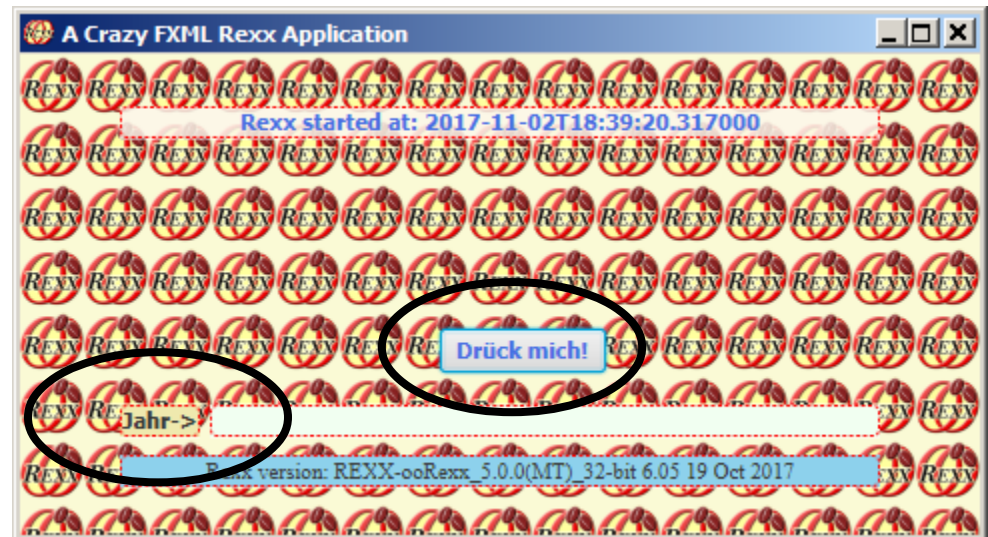 A Crazy FXML Rexx Application
Rexx started at: 2017-11-02T18:39:20.317000
Drück mich!
Jahr->
Rexx version: REXX-ooRexx_5.0.0(MT)_32-bit 6.05 19 Oct 2017